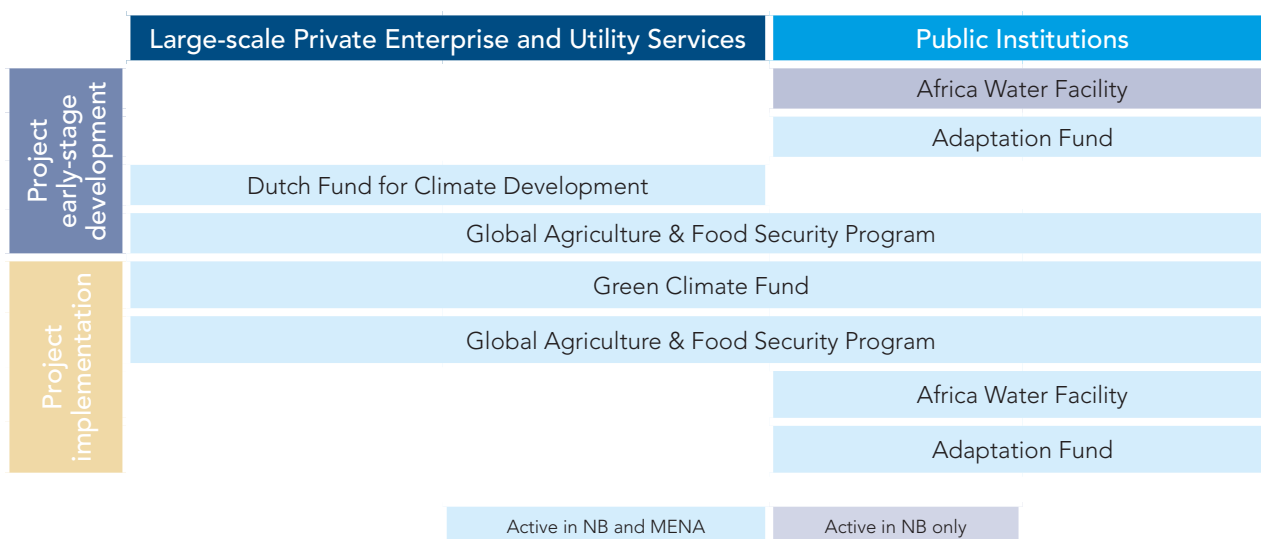 Large-scale Private Enterprise and Utility Services
Public Institutions
Project
early-stage
development
Africa Water Facility
Adaptation Fund
Dutch Fund for Climate Development
Global Agriculture & Food Security Program
Project
implementation
Green Climate Fund
Global Agriculture & Food Security Program
Africa Water Facility
Adaptation Fund
Active in NB and MENA
Active in NB only